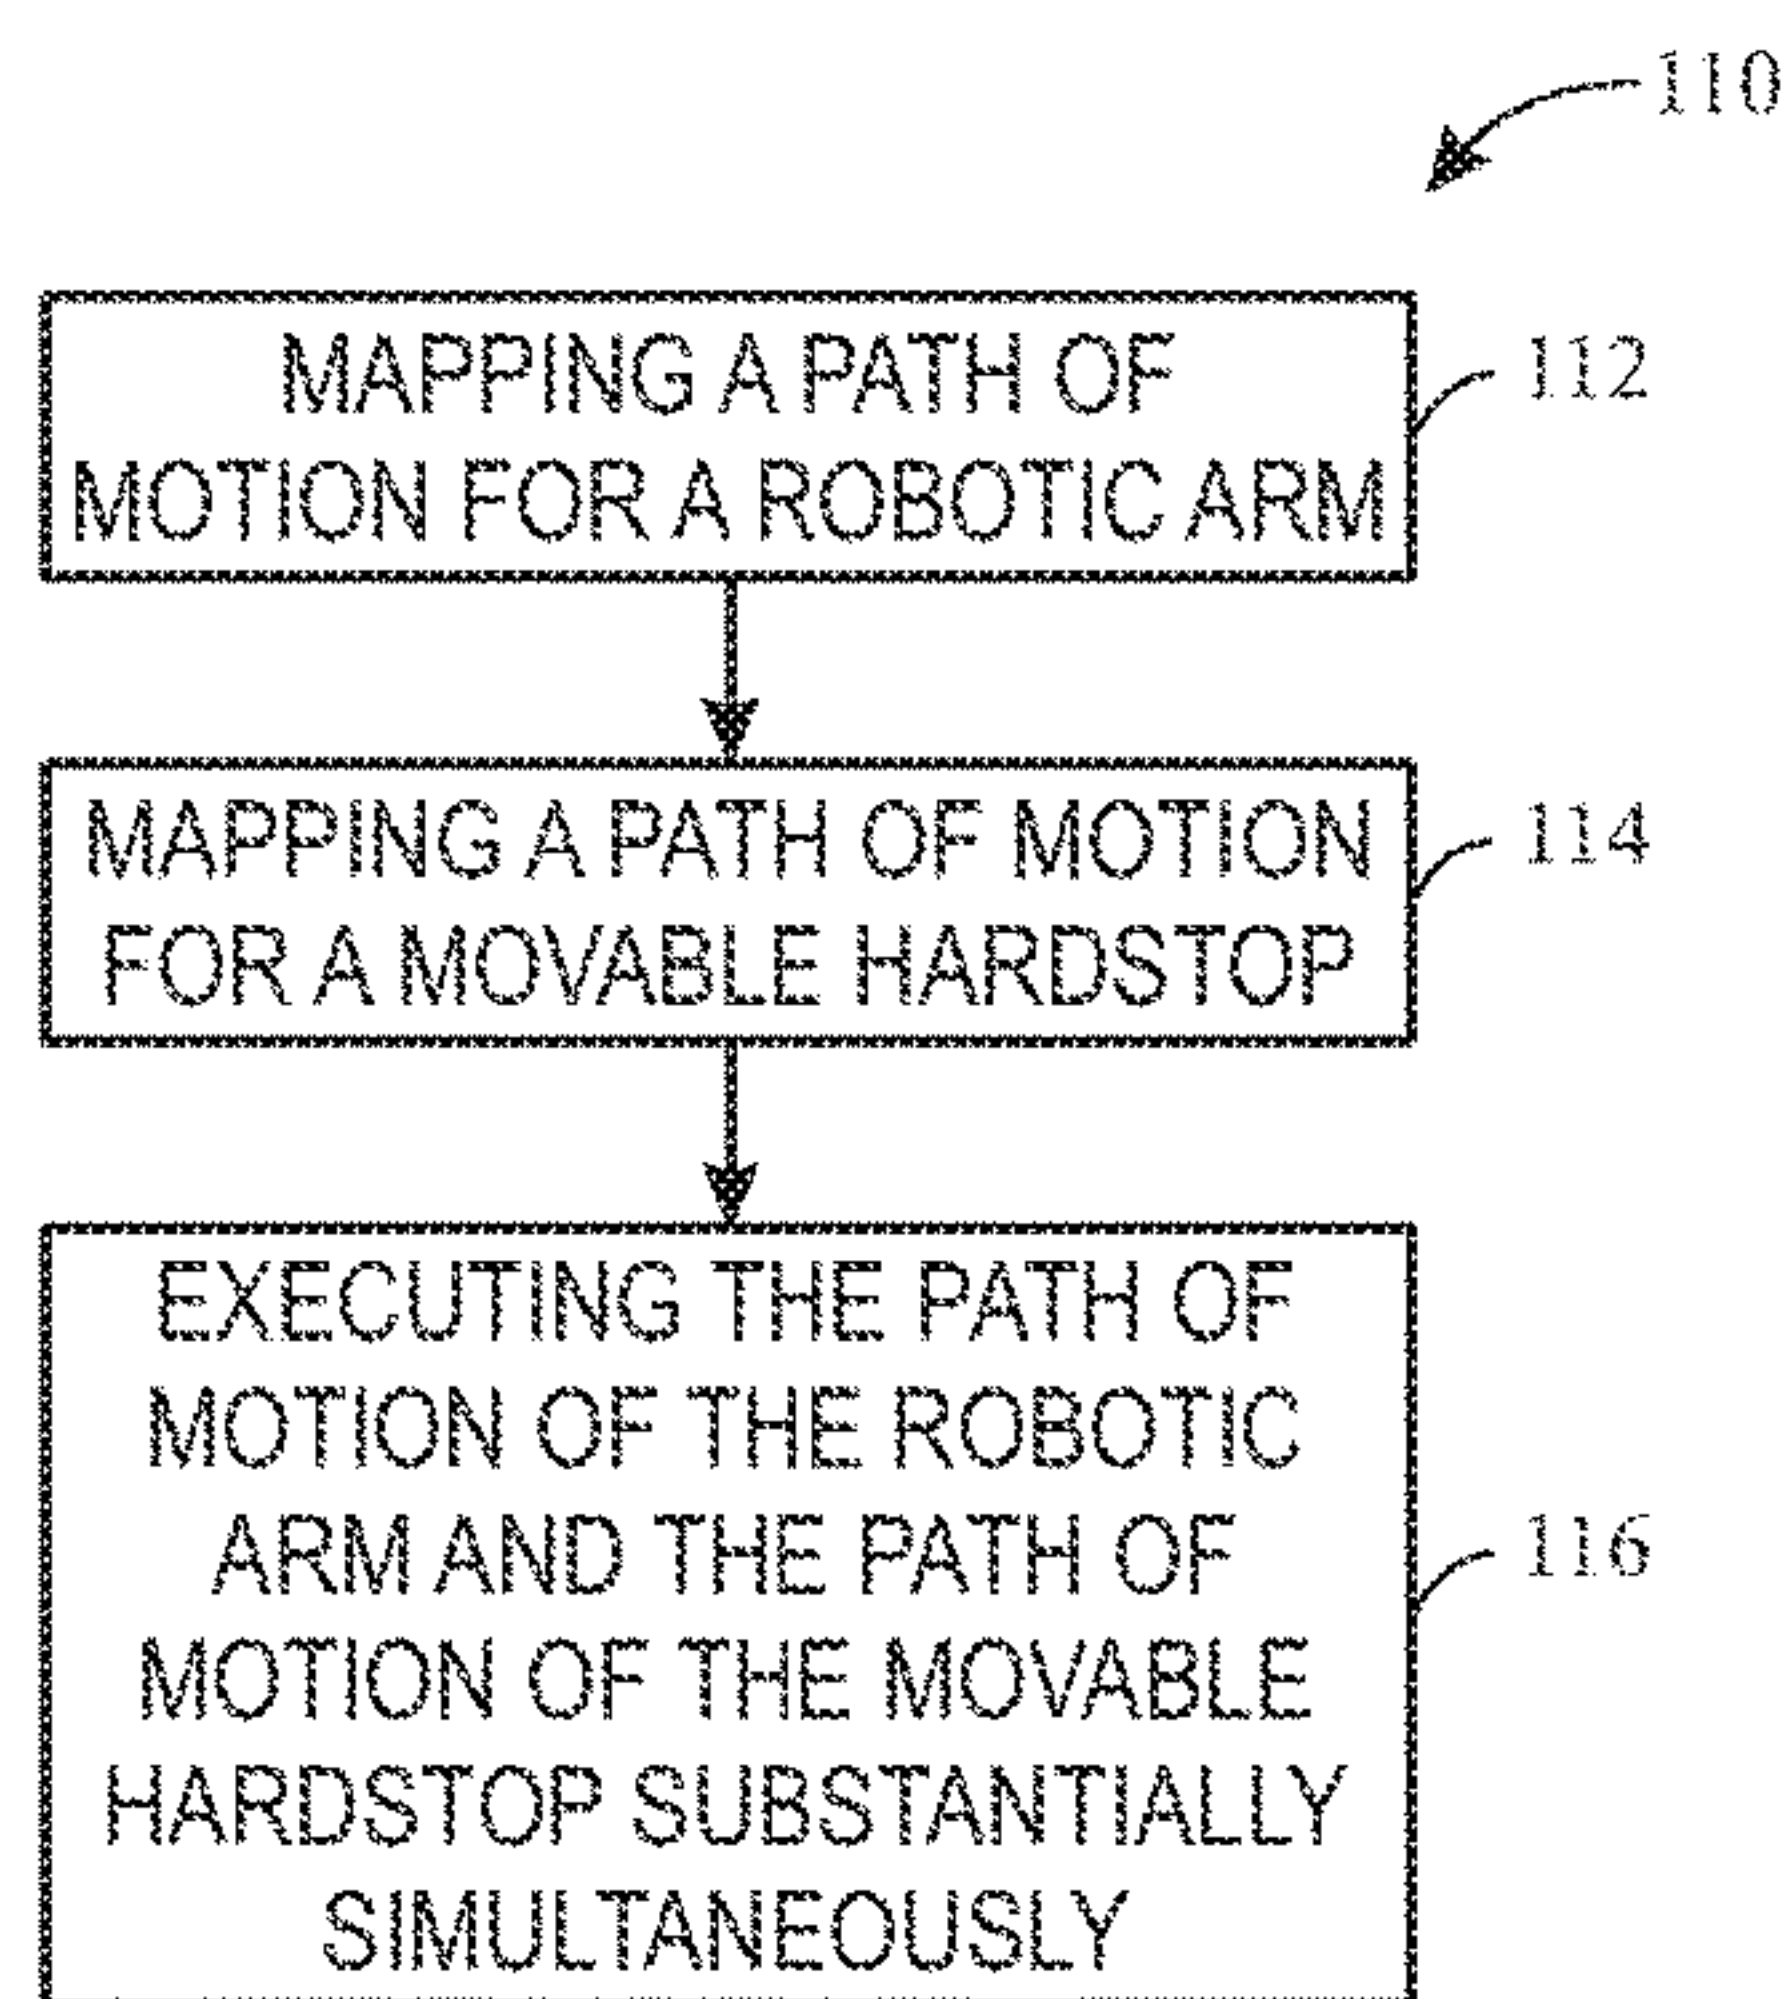 110
MAPPING A PATH OF
MOTION FOR A ROBOTIC ARM
112
MAPPING A PATH OF MOTION
FOR A MOVABLE HARDSTOP
114
EXECUTING THE PATH OF
MOTION OF THE ROBOTIC
ARM AND THE PATH OF
MOTION OF THE MOVABLE
HARDSTOP SUBSTANTIALLY
SIMULTANEOUSLY
116